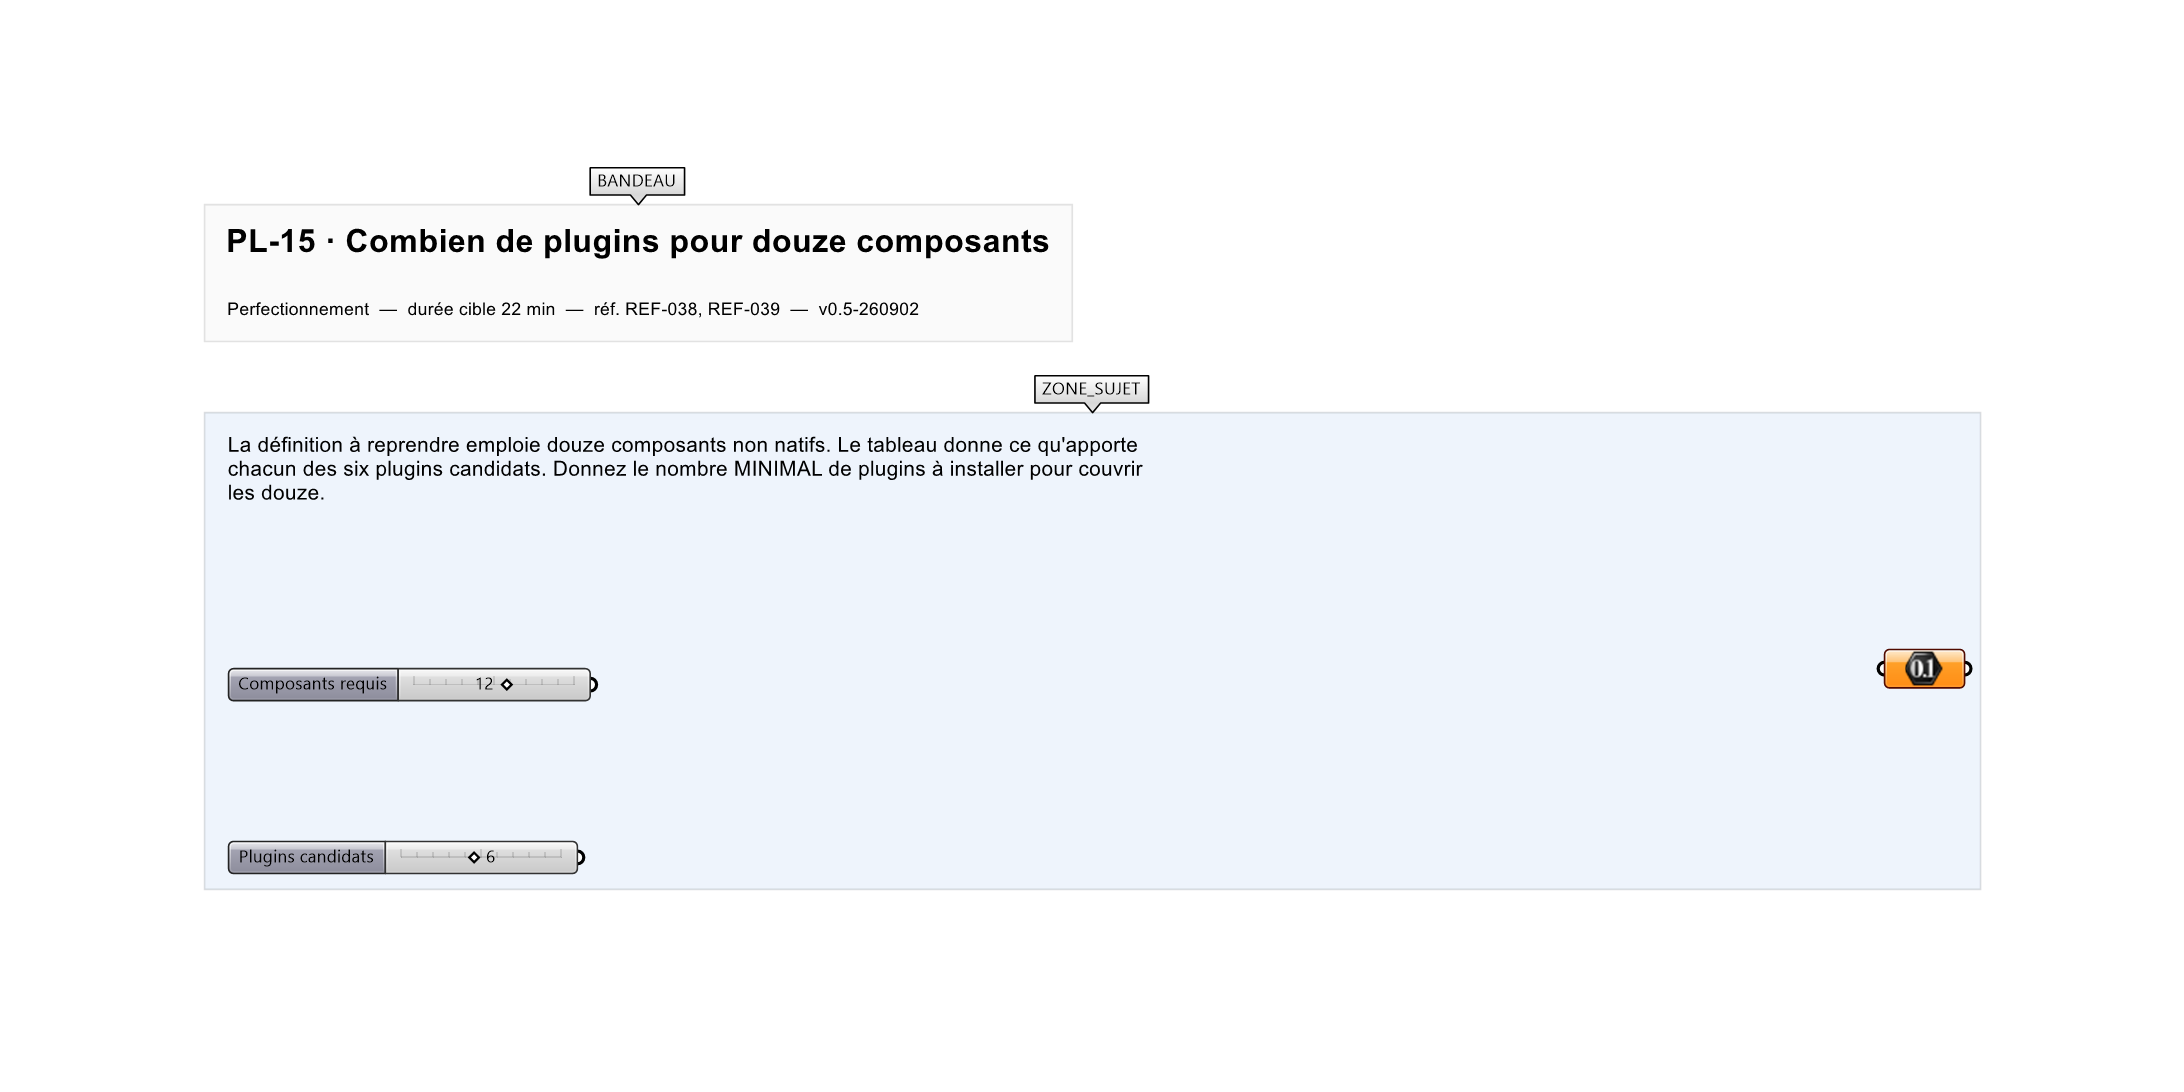 BANDEAU
PL-15 · Combien de plugins pour douze composants
Perfectionnement — durée cible 22 min — réf. REF-038, REF-039 — v0.5-260902
ZONE_SUJET
La définition à reprendre emploie douze composants non natifs. Le tableau donne ce qu'apporte
chacun des six plugins candidats. Donnez le nombre MINIMAL de plugins à installer pour couvrir
les douze.
Composants requis 12
0.1
Plugins candidats 6